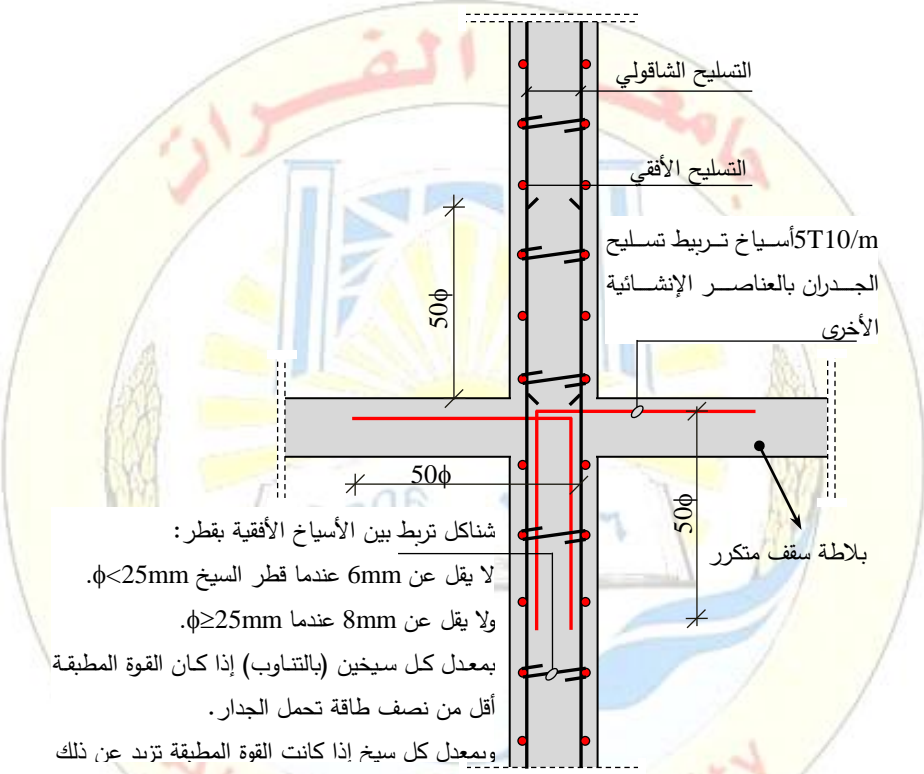 جامعة الفرات
التسليح الشاقولي
التسليح الأفقي
5T10/m أسياخ تربيط تسليح
الجدران بالعناصر الإنشائية
الأخرى
50ϕ
50ϕ
50ϕ
بلاطة سقف متكرر
شناكل تربط بين الأسياخ الأفقية بقطر:
لا يقل عن 6mm عندما قطر السيخ ϕ<25mm.
ولا يقل عن 8mm عندما ϕ≥25mm.
بمعدل كل سيخين (بالتناوب) إذا كان القوة المطبقة
أقل من نصف طاقة تحمل الجدار.
وبمعدل كل سيخ إذا كانت القوة المطبقة تزيد عن ذلك